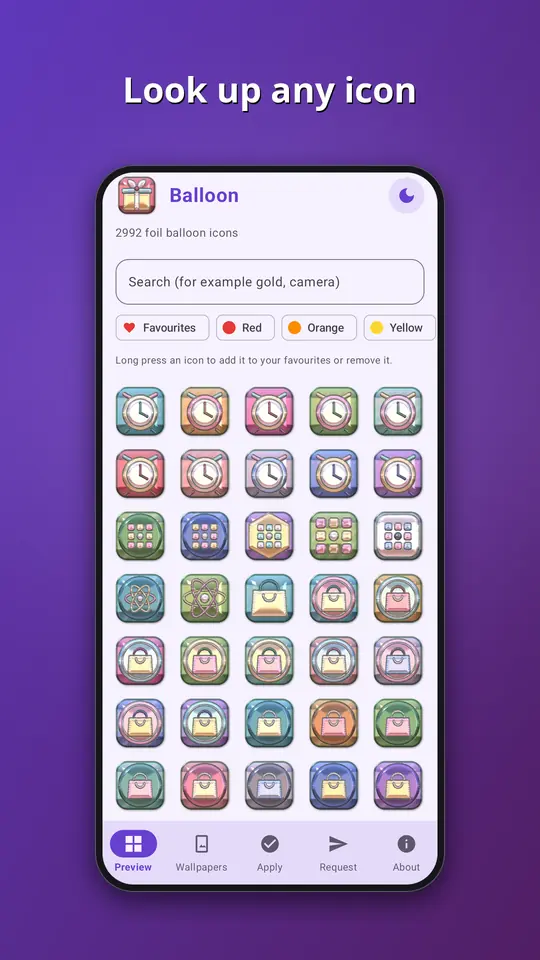 Look up any icon
Balloon
2992 foil balloon icons
Search (for example gold, camera)
Favourites Red Orange Yellow
Long press an icon to add it to your favourites or remove it.
Preview Wallpapers Apply Request About